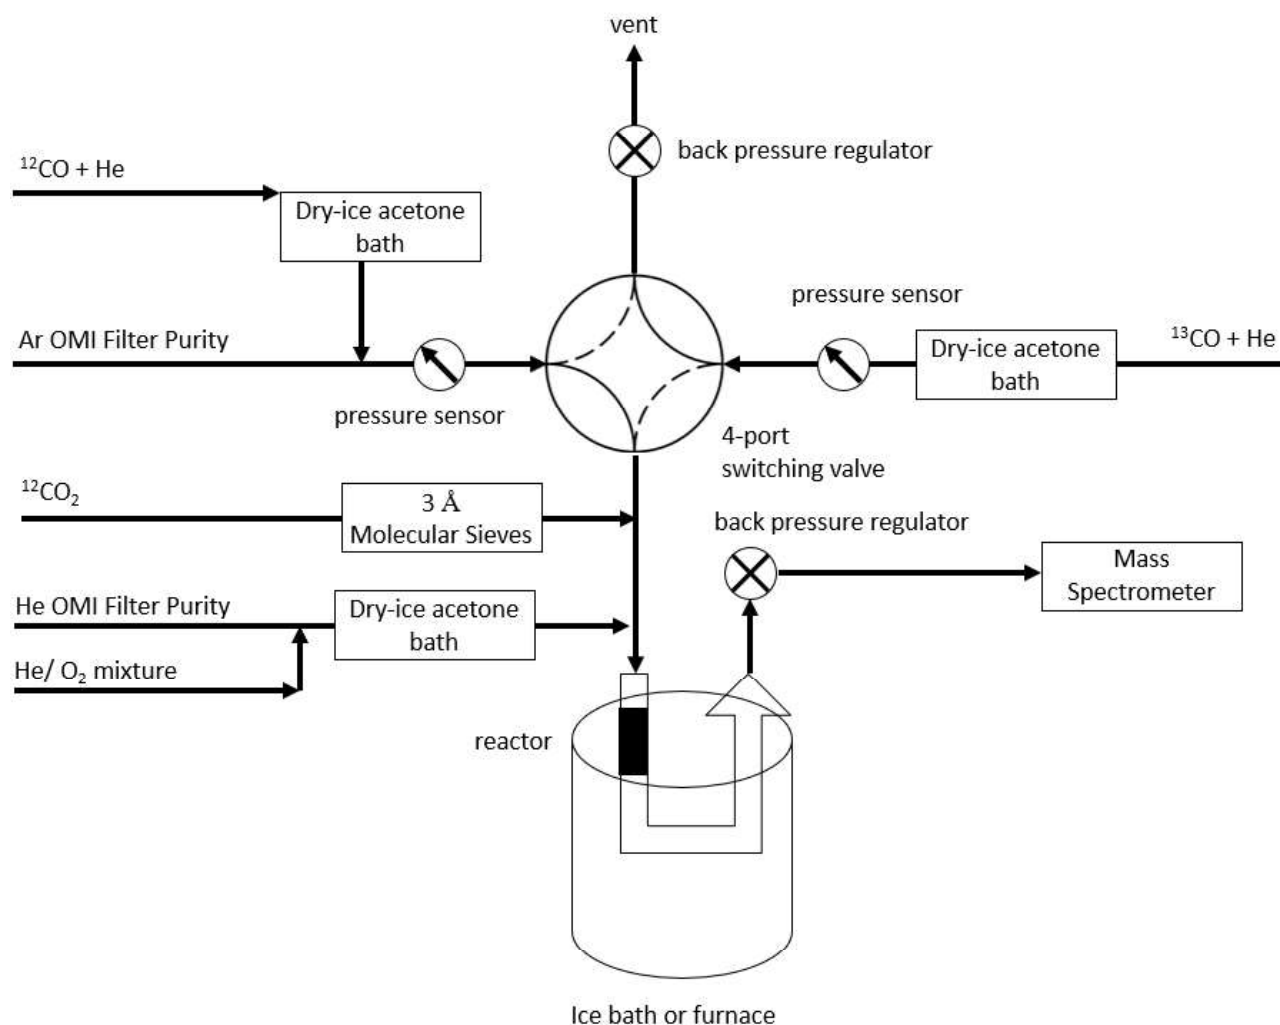 vent
back pressure regulator
¹²CO + He
Dry-ice acetone
bath
pressure sensor
Ar OMI Filter Purity
¹³CO + He
Dry-ice acetone
bath
pressure sensor
4-port
switching valve
¹²CO₂
3 Å
Molecular Sieves
back pressure regulator
Mass
Spectrometer
He OMI Filter Purity
Dry-ice acetone
bath
He/ O₂ mixture
reactor
Ice bath or furnace